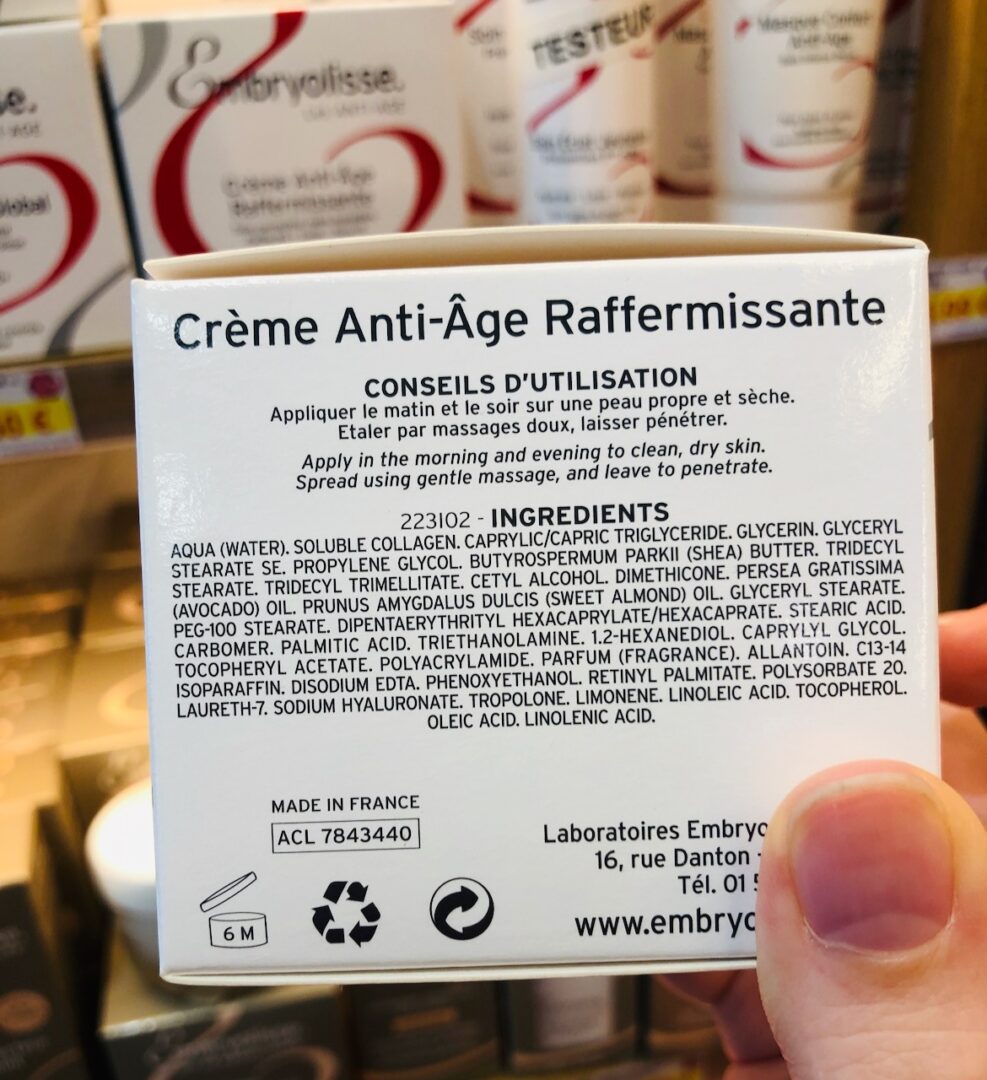 Embryolisse.
TESTEUR
Crème Anti-Âge
Raffermissante
Crème Anti-Âge Raffermissante
CONSEILS D'UTILISATION
Appliquer le matin et le soir sur une peau propre et sèche.
Etaler par massages doux, laisser pénétrer.
Apply in the morning and evening to clean, dry skin.
Spread using gentle massage, and leave to penetrate.
223102 - INGREDIENTS
AQUA (WATER). SOLUBLE COLLAGEN. CAPRYLIC/CAPRIC TRIGLYCERIDE. GLYCERIN. GLYCERYL
STEARATE SE. PROPYLENE GLYCOL. BUTYROSPERMUM PARKII (SHEA) BUTTER. TRIDECYL
STEARATE. TRIDECYL TRIMELLITATE. CETYL ALCOHOL. DIMETHICONE. PERSEA GRATISSIMA
(AVOCADO) OIL. PRUNUS AMYGDALUS DULCIS (SWEET ALMOND) OIL. GLYCERYL STEARATE.
PEG-100 STEARATE. DIPENTAERYTHRITYL HEXACAPRYLATE/HEXACAPRATE. STEARIC ACID.
CARBOMER. PALMITIC ACID. TRIETHANOLAMINE. 1.2-HEXANEDIOL. CAPRYLYL GLYCOL.
TOCOPHERYL ACETATE. POLYACRYLAMIDE. PARFUM (FRAGRANCE). ALLANTOIN. C13-14
ISOPARAFFIN. DISODIUM EDTA. PHENOXYETHANOL. RETINYL PALMITATE. POLYSORBATE 20.
LAURETH-7. SODIUM HYALURONATE. TROPOLONE. LIMONENE. LINOLEIC ACID. TOCOPHEROL.
OLEIC ACID. LINOLENIC ACID.
MADE IN FRANCE
ACL 7843440
6 M
Laboratoires Embryo
16, rue Danton -
Tél. 01
www.embryo